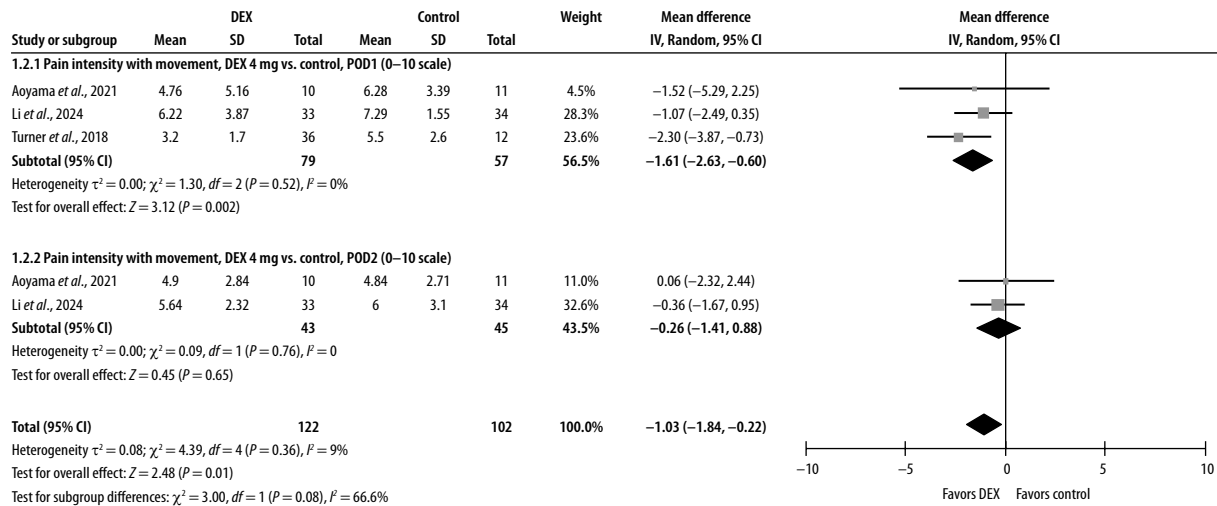 DEX Control Weight Mean dfference Mean dfference
Study or subgroup Mean SD Total Mean SD Total IV, Random, 95% CI IV, Random, 95% CI
1.2.1 Pain intensity with movement, DEX 4 mg vs. control, POD1 (0–10 scale)
Aoyama et al., 2021 4.76 5.16 10 6.28 3.39 11 4.5% −1.52 (−5.29, 2.25)
Li et al., 2024 6.22 3.87 33 7.29 1.55 34 28.3% −1.07 (−2.49, 0.35)
Turner et al., 2018 3.2 1.7 36 5.5 2.6 12 23.6% −2.30 (−3.87, −0.73)
Subtotal (95% CI) 79 57 56.5% −1.61 (−2.63, −0.60)
Heterogeneity τ² = 0.00; χ² = 1.30, df = 2 (P = 0.52), I² = 0%
Test for overall effect: Z = 3.12 (P = 0.002)
1.2.2 Pain intensity with movement, DEX 4 mg vs. control, POD2 (0–10 scale)
Aoyama et al., 2021 4.9 2.84 10 4.84 2.71 11 11.0% 0.06 (−2.32, 2.44)
Li et al., 2024 5.64 2.32 33 6 3.1 34 32.6% −0.36 (−1.67, 0.95)
Subtotal (95% CI) 43 45 43.5% −0.26 (−1.41, 0.88)
Heterogeneity τ² = 0.00; χ² = 0.09, df = 1 (P = 0.76), I² = 0
Test for overall effect: Z = 0.45 (P = 0.65)
Total (95% CI) 122 102 100.0% −1.03 (−1.84, −0.22)
Heterogeneity τ² = 0.08; χ² = 4.39, df = 4 (P = 0.36), I² = 9%
Test for overall effect: Z = 2.48 (P = 0.01)
Test for subgroup differences: χ² = 3.00, df = 1 (P = 0.08), I² = 66.6%
−10 −5 0 5 10
Favors DEX Favors control